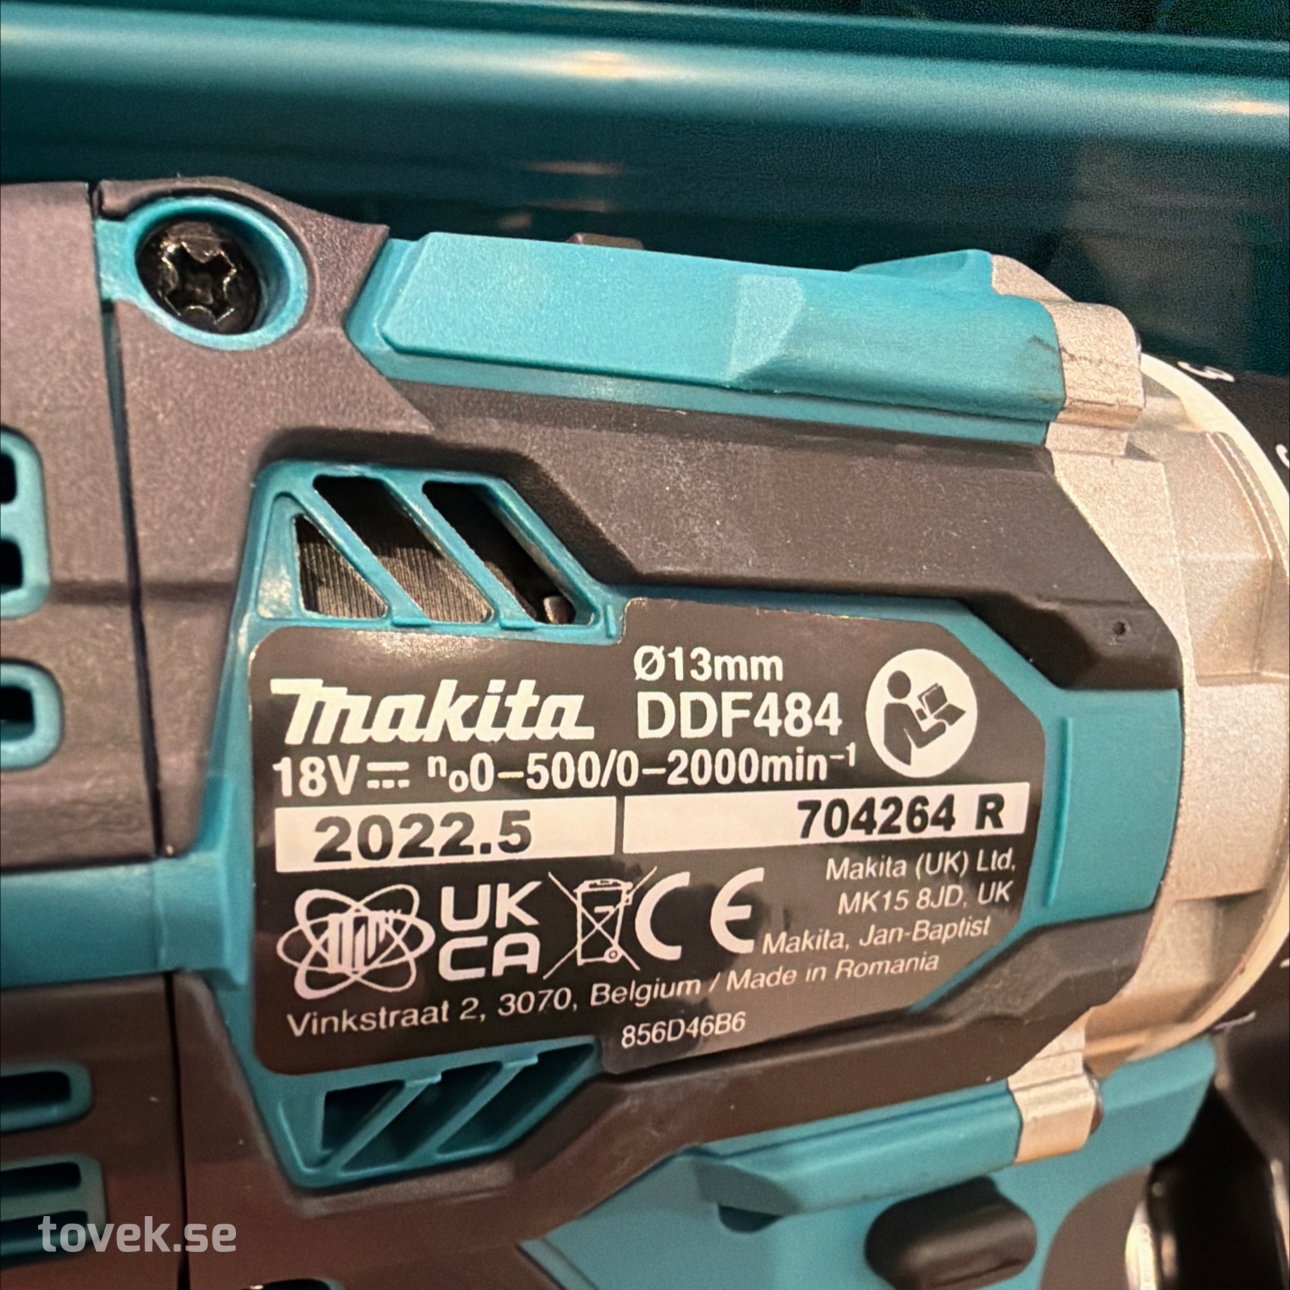 Ø13mm
makita DDF484
18V n₀0-500/0-2000min⁻¹
2022.5 704264 R
UK
CA
CE
Makita (UK) Ltd,
MK15 8JD, UK
Makita, Jan-Baptist
Vinkstraat 2, 3070, Belgium / Made in Romania
856D46B6
tovek.se